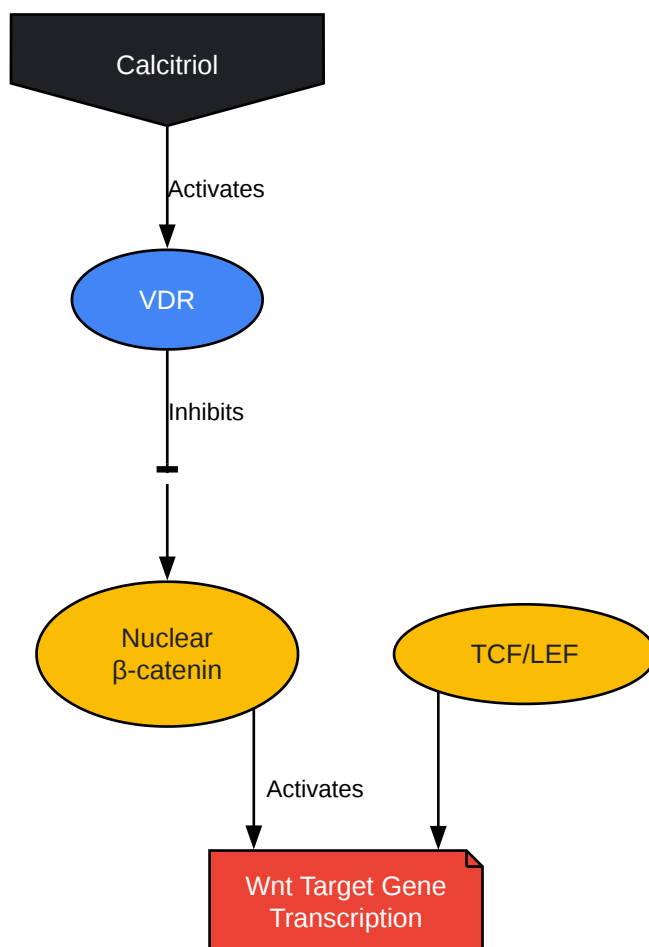 Calcitriol
Activates
VDR
Inhibits
Nuclear
β-catenin
TCF/LEF
Activates
Wnt Target Gene
Transcription